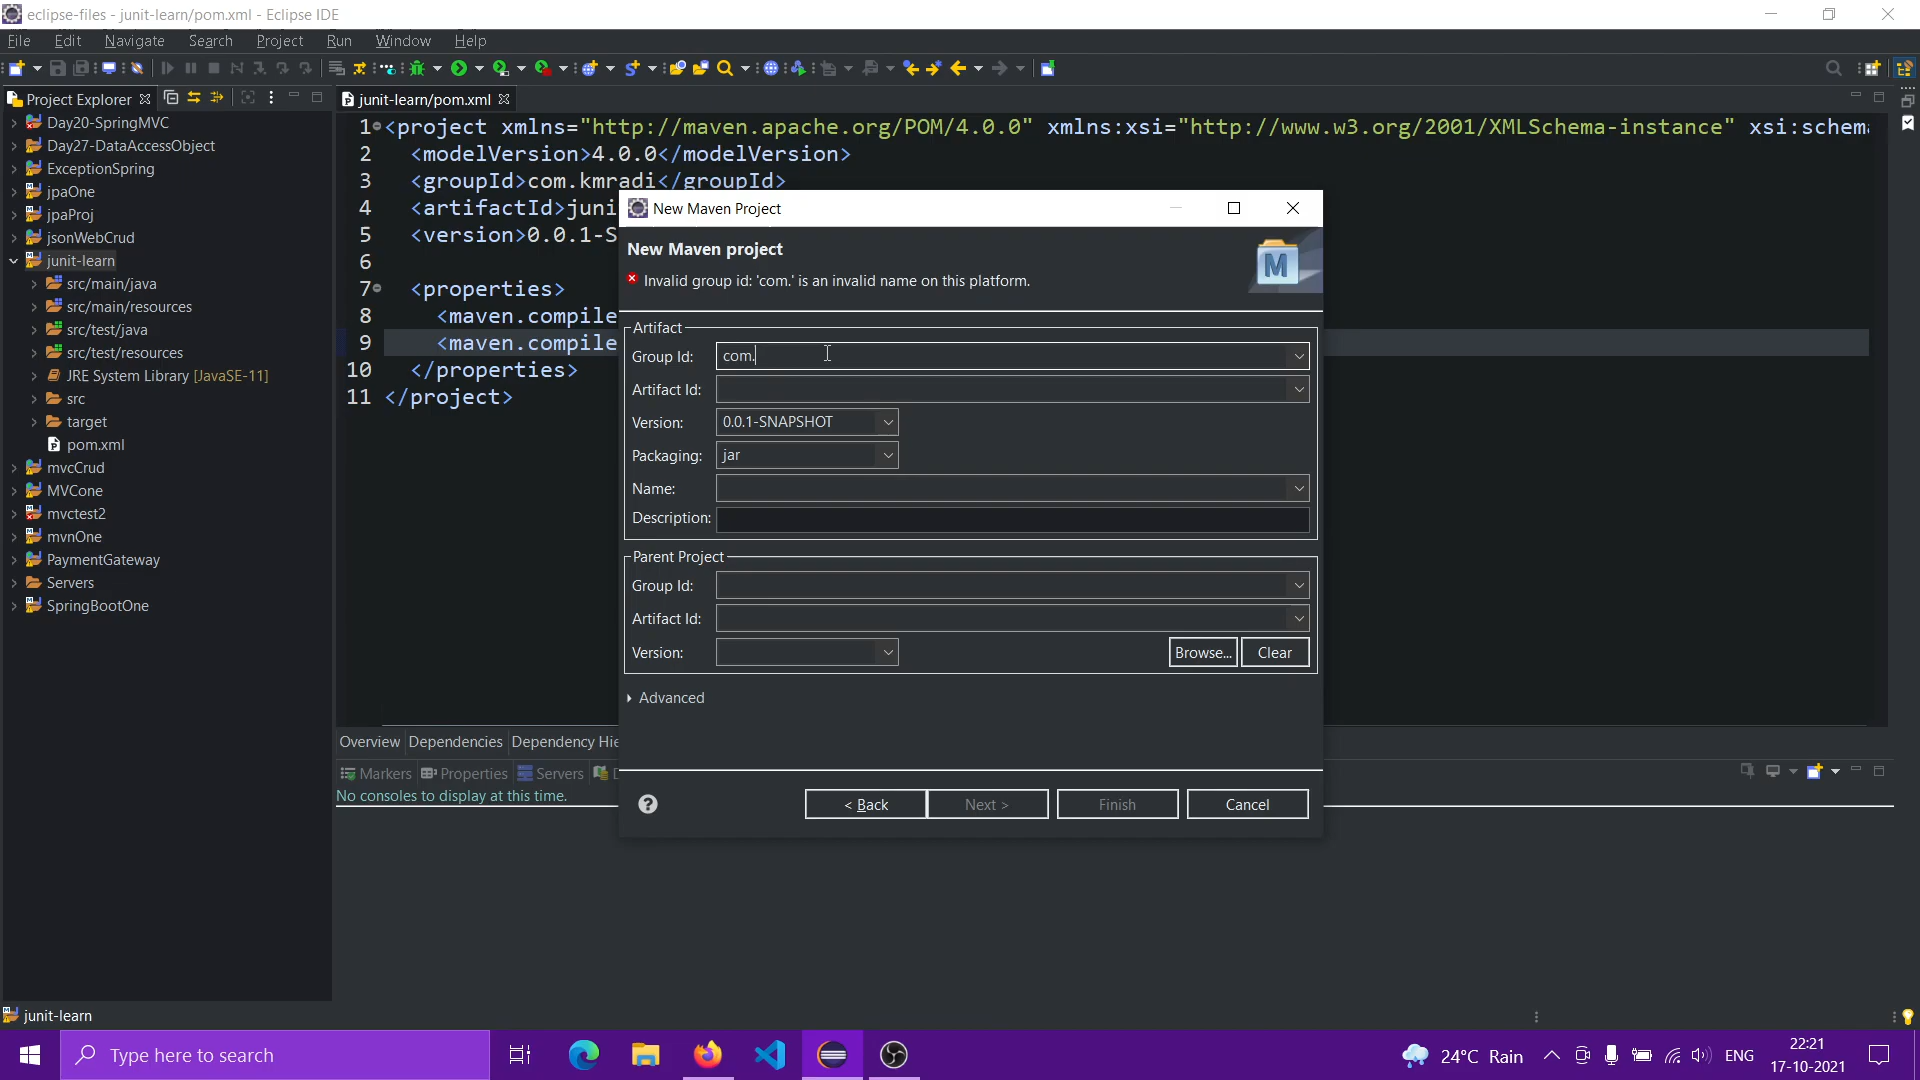 eclipse-files - junit-learn/pom.xml - Eclipse IDE
File Edit Navigate Search Project Run Window Help
Project Explorer
junit-learn/pom.xml
Day20-SpringMVC
Day27-DataAccessObject
ExceptionSpring
jpaOne
jpaProj
jsonWebCrud
junit-learn
src/main/java
src/main/resources
src/test/java
src/test/resources
JRE System Library [JavaSE-11]
src
target
pom.xml
mvcCrud
MVCone
mvctest2
mvnOne
PaymentGateway
Servers
SpringBootOne
1 <project xmlns="http://maven.apache.org/POM/4.0.0" xmlns:xsi="http://www.w3.org/2001/XMLSchema-instance" xsi:schema
2 <modelVersion>4.0.0</modelVersion>
3 <groupId>com.kmradi</groupId>
4 <artifactId>juni
5 <version>0.0.1-S
6
7 <properties>
8 <maven.compile
9 <maven.compile
10 </properties>
11 </project>
New Maven Project
New Maven project
Invalid group id: 'com.' is an invalid name on this platform.
Artifact
Group Id: com.
Artifact Id:
Version: 0.0.1-SNAPSHOT
Packaging: jar
Name:
Description:
Parent Project
Group Id:
Artifact Id:
Version:
Browse... Clear
Advanced
< Back Next > Finish Cancel
Overview Dependencies Dependency Hie
Markers Properties Servers D
No consoles to display at this time.
junit-learn
Type here to search
24°C Rain
ENG
22:21
17-10-2021